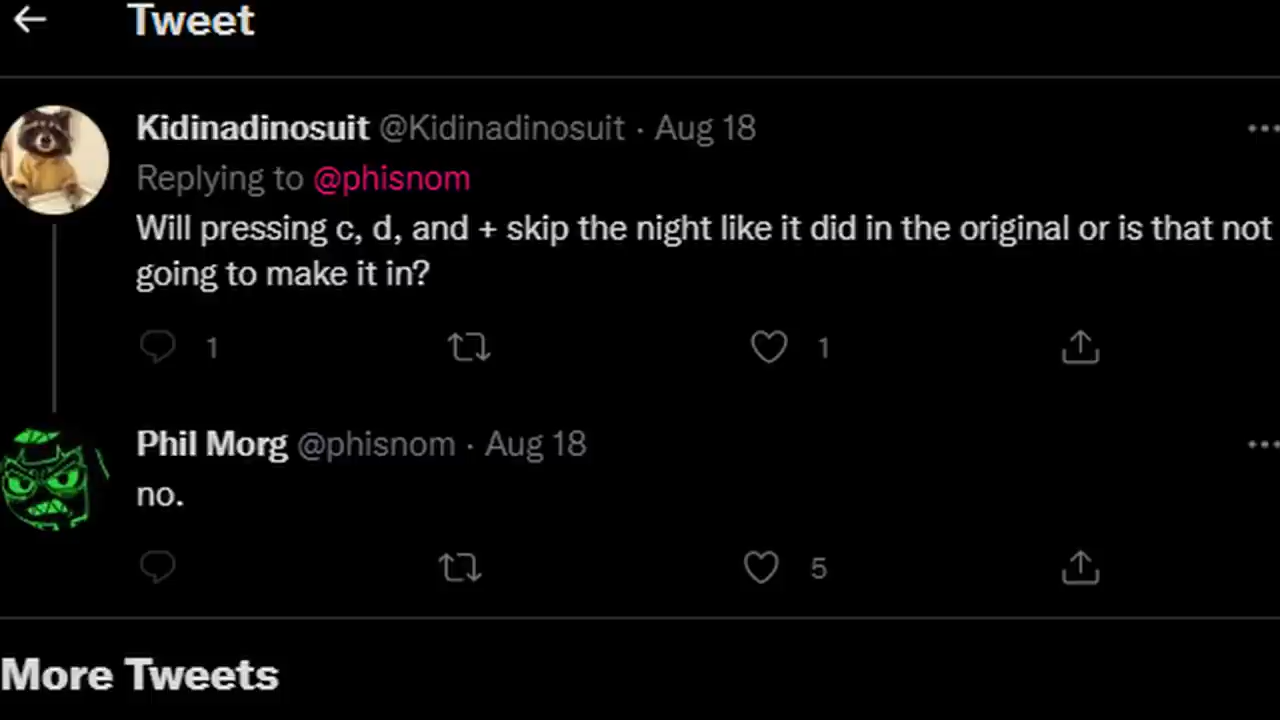 Tweet
Kidinadinosuit @Kidinadinosuit · Aug 18
Replying to @phisnom
Will pressing c, d, and + skip the night like it did in the original or is that not
going to make it in?
1 1
Phil Morg @phisnom · Aug 18
no.
5
More Tweets